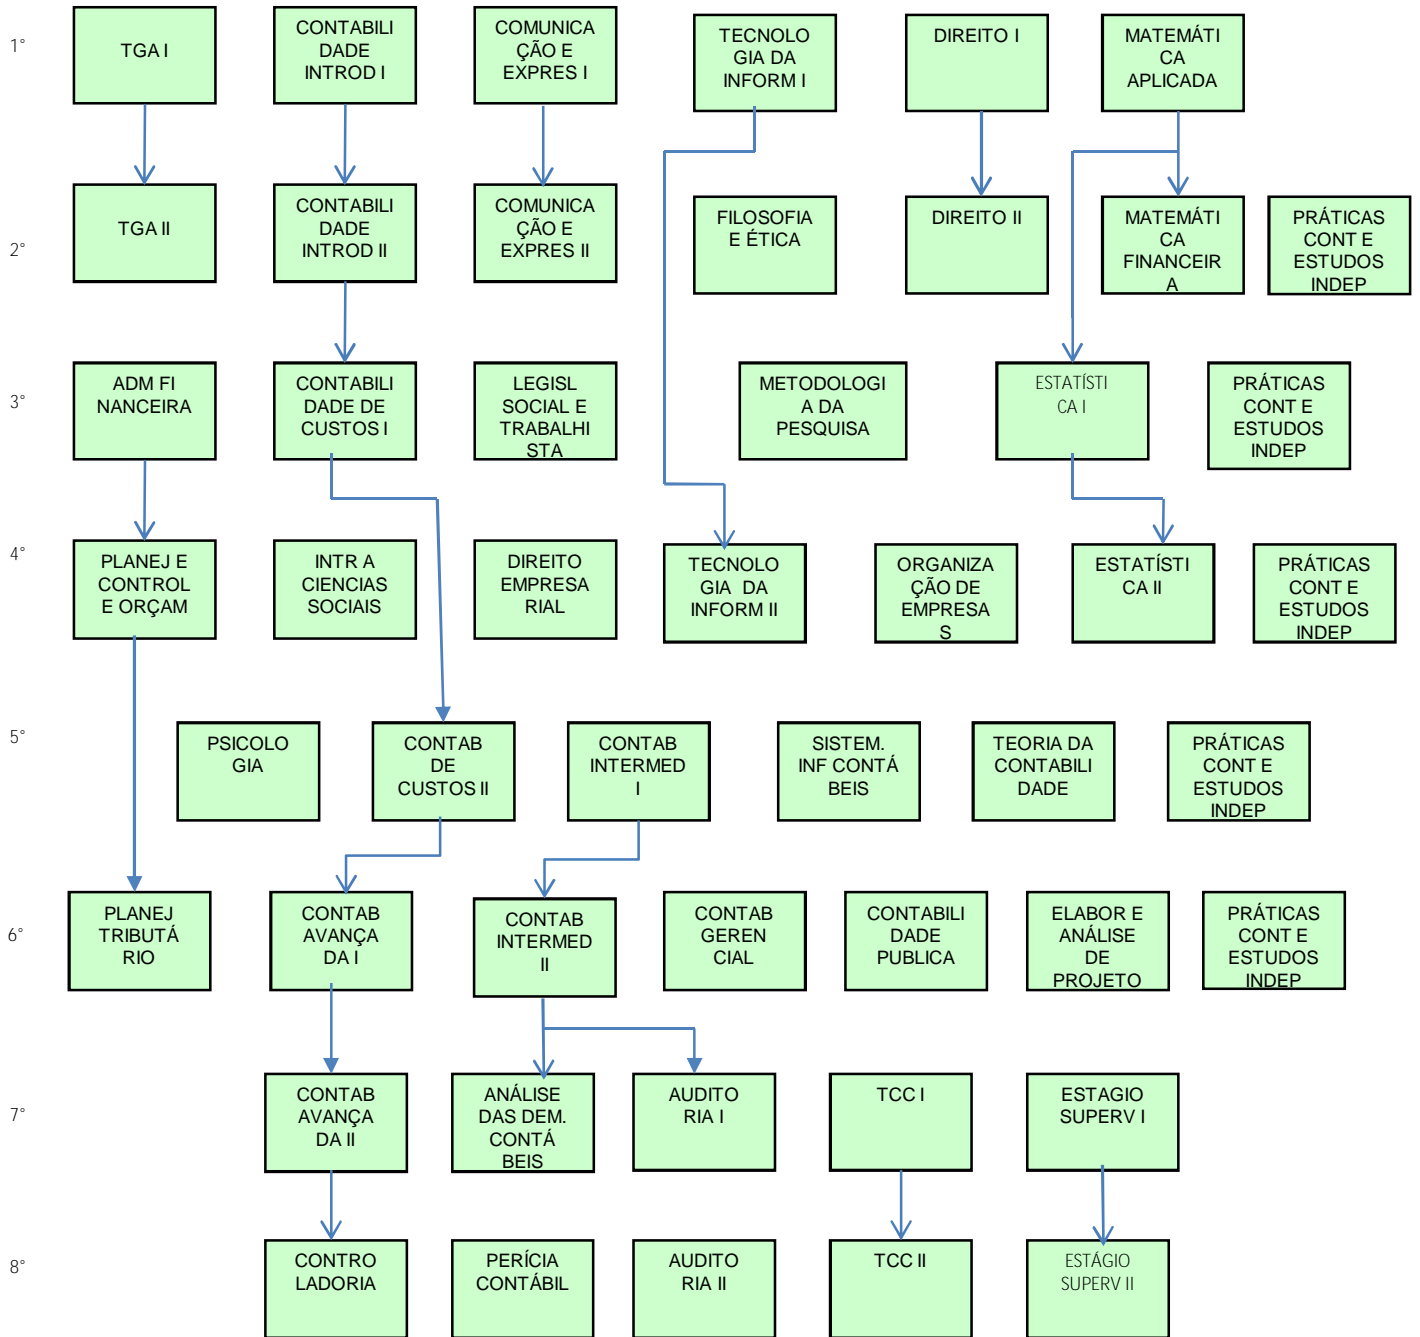 1°
TGA I
CONTABILI
DADE
INTROD I
COMUNICA
ÇÃO E
EXPRES I
TECNOLO
GIA DA
INFORM I
DIREITO I
MATEMÁTI
CA
APLICADA
2°
TGA II
CONTABILI
DADE
INTROD II
COMUNICA
ÇÃO E
EXPRES II
FILOSOFIA
E ÉTICA
DIREITO II
MATEMÁTI
CA
FINANCEIR
A
PRÁTICAS
CONT E
ESTUDOS
INDEP
3°
ADM FI
NANCEIRA
CONTABILI
DADE DE
CUSTOS I
LEGISL
SOCIAL E
TRABALHI
STA
METODOLOGI
A DA
PESQUISA
ESTATÍSTI
CA I
PRÁTICAS
CONT E
ESTUDOS
INDEP
4°
PLANEJ E
CONTROL
E ORÇAM
INTR A
CIENCIAS
SOCIAIS
DIREITO
EMPRESA
RIAL
TECNOLO
GIA DA
INFORM II
ORGANIZA
ÇÃO DE
EMPRESA
S
ESTATÍSTI
CA II
PRÁTICAS
CONT E
ESTUDOS
INDEP
5°
PSICOLO
GIA
CONTAB
DE
CUSTOS II
CONTAB
INTERMED
I
SISTEM.
INF CONTÁ
BEIS
TEORIA DA
CONTABILI
DADE
PRÁTICAS
CONT E
ESTUDOS
INDEP
6°
PLANEJ
TRIBUTÁ
RIO
CONTAB
AVANÇA
DA I
CONTAB
INTERMED
II
CONTAB
GEREN
CIAL
CONTABILI
DADE
PUBLICA
ELABOR E
ANÁLISE
DE
PROJETO
PRÁTICAS
CONT E
ESTUDOS
INDEP
7°
CONTAB
AVANÇA
DA II
ANÁLISE
DAS DEM.
CONTÁ
BEIS
AUDITO
RIA I
TCC I
ESTAGIO
SUPERV I
8°
CONTRO
LADORIA
PERÍCIA
CONTÁBIL
AUDITO
RIA II
TCC II
ESTÁGIO
SUPERV II